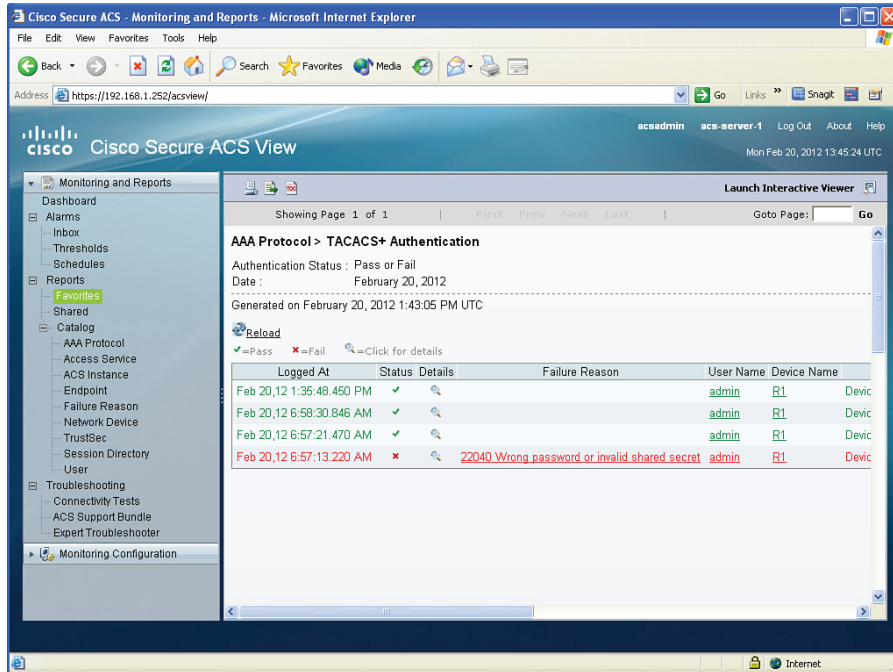 Cisco Secure ACS - Monitoring and Reports - Microsoft Internet Explorer
File Edit View Favorites Tools Help
Back Search Favorites Media
Address https://192.168.1.252/acsview/ Go Links » Snagit
CISCO Cisco Secure ACS View
acsadmin acs-server-1 Log Out About Help
Mon Feb 20, 2012 13:45:24 UTC
Monitoring and Reports
Dashboard
Alarms
Inbox
Thresholds
Schedules
Reports
Favorites
Shared
Catalog
AAA Protocol
Access Service
ACS Instance
Endpoint
Failure Reason
Network Device
TrustSec
Session Directory
User
Troubleshooting
Connectivity Tests
ACS Support Bundle
Expert Troubleshooter
Monitoring Configuration
Launch Interactive Viewer
Showing Page 1 of 1 | First Prev Next Last | Goto Page: Go
AAA Protocol > TACACS+ Authentication
Authentication Status : Pass or Fail
Date : February 20, 2012
Generated on February 20, 2012 1:43:05 PM UTC
Reload
✔=Pass ✖=Fail =Click for details
Logged At Status Details Failure Reason User Name Device Name
Feb 20,12 1:35:48.450 PM ✔ admin R1 Devic
Feb 20,12 6:58:30.846 AM ✔ admin R1 Devic
Feb 20,12 6:57:21.470 AM ✔ admin R1 Devic
Feb 20,12 6:57:13.220 AM ✖ 22040 Wrong password or invalid shared secret admin R1 Devic
Internet